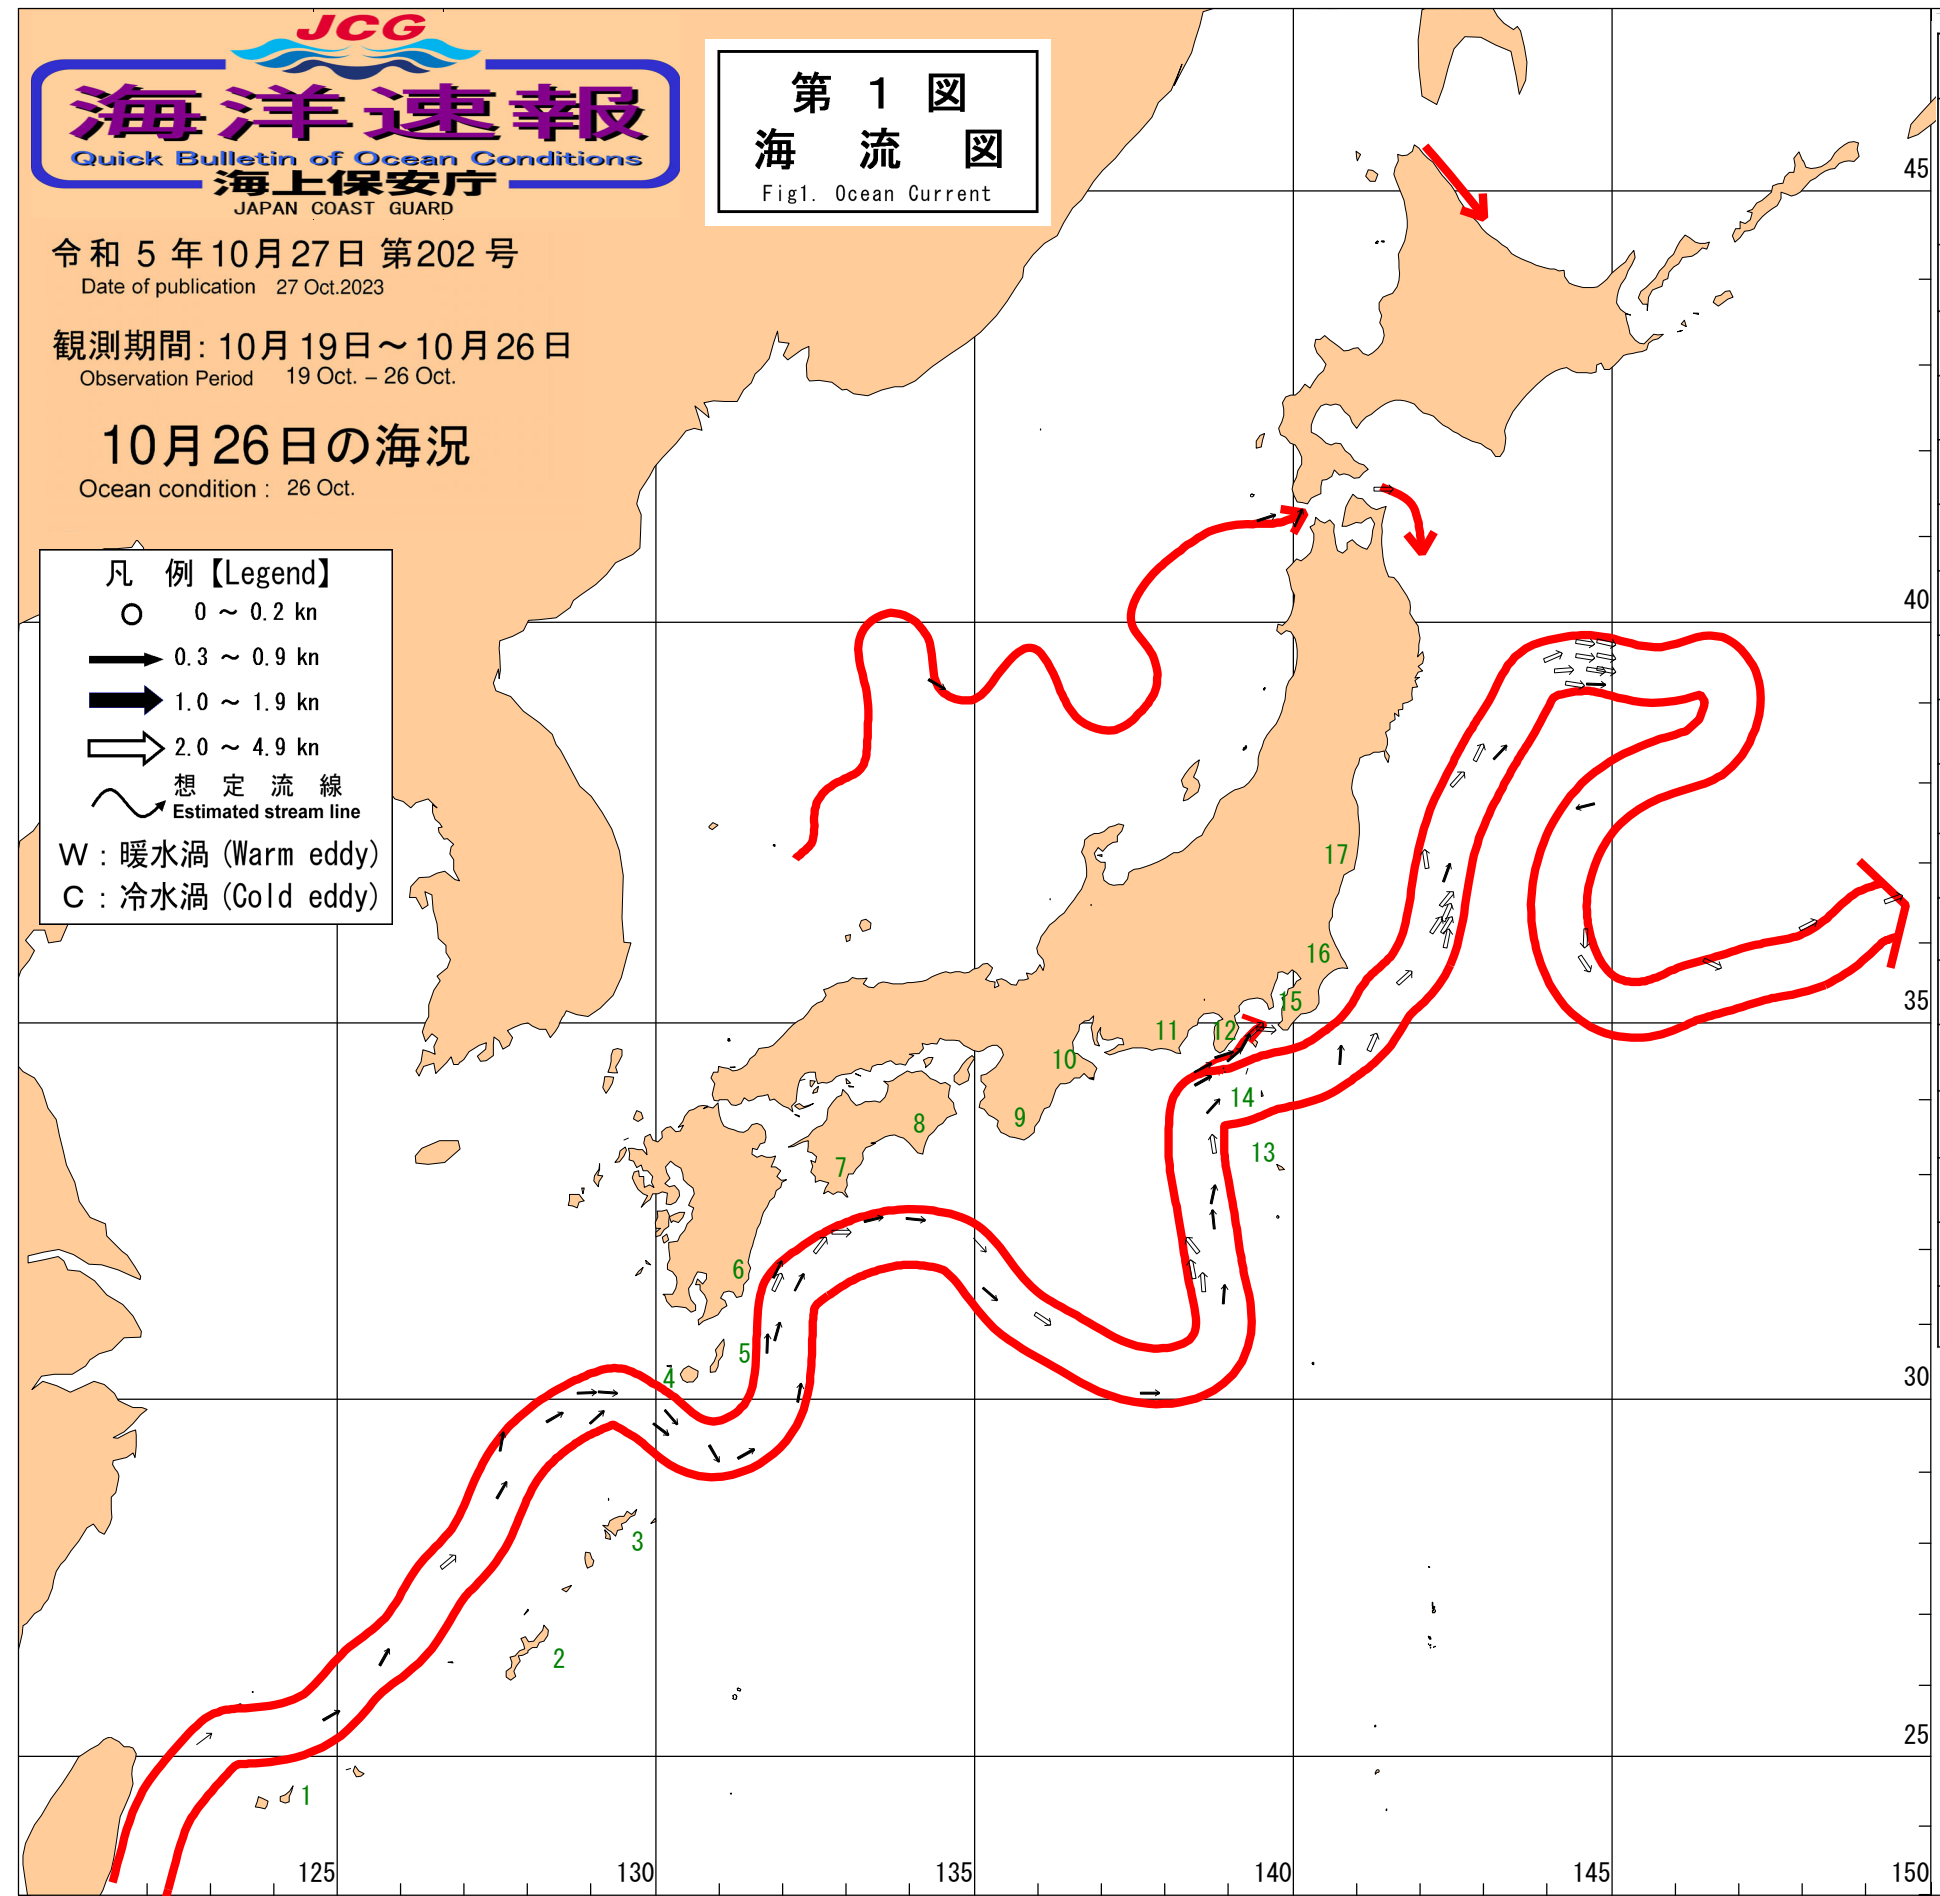 JCG
海洋速報
Quick Bulletin of Ocean Conditions
海上保安庁
JAPAN COAST GUARD
令和 5 年10月27日 第202号
Date of publication 27 Oct.2023
観測期間: 10月19日～10月26日
Observation Period 19 Oct. – 26 Oct.
10月26日の海況
Ocean condition : 26 Oct.
第 1 図
海 流 図
Fig1. Ocean Current
凡 例【Legend】
0 ～ 0.2 kn
0.3 ～ 0.9 kn
1.0 ～ 1.9 kn
2.0 ～ 4.9 kn
想 定 流 線
Estimated stream line
W : 暖水渦 (Warm eddy)
C : 冷水渦 (Cold eddy)
45
40
35
30
25
17
16
15
12
11
10
14
9
8
13
7
6
5
4
3
2
1
125
130
135
140
145
150